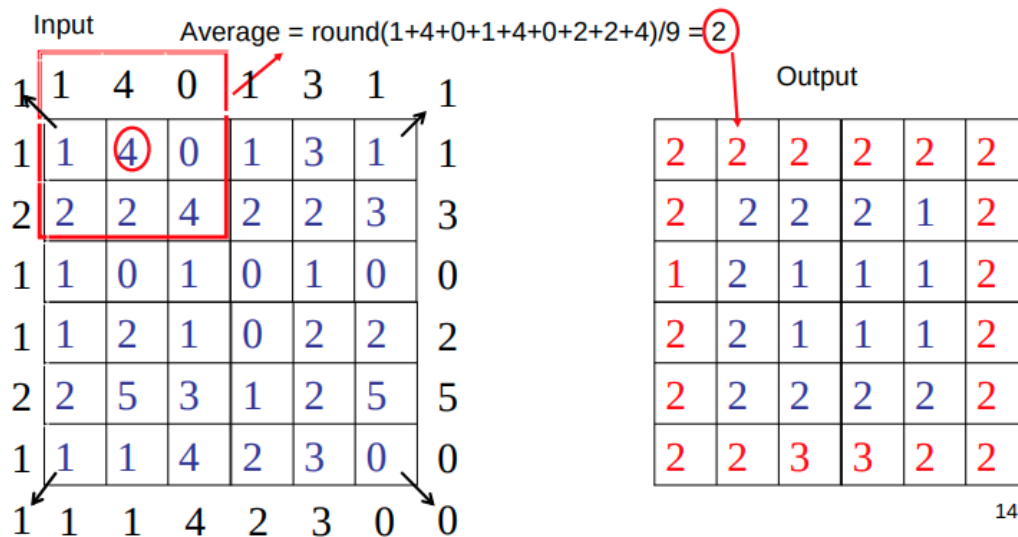 Input
Average = round(1+4+0+1+4+0+2+2+4)/9 = 2
Output
1 1 4 0 1 3 1 1
1 1 4 0 1 3 1 1
2 2 2 4 2 2 3 3
1 1 0 1 0 1 0 0
1 1 2 1 0 2 2 2
2 2 5 3 1 2 5 5
1 1 1 4 2 3 0 0
1 1 1 4 2 3 0 0
2 2 2 2 2 2
2 2 2 2 1 2
1 2 1 1 1 2
2 2 1 1 1 2
2 2 2 2 2 2
2 2 3 3 2 2
14